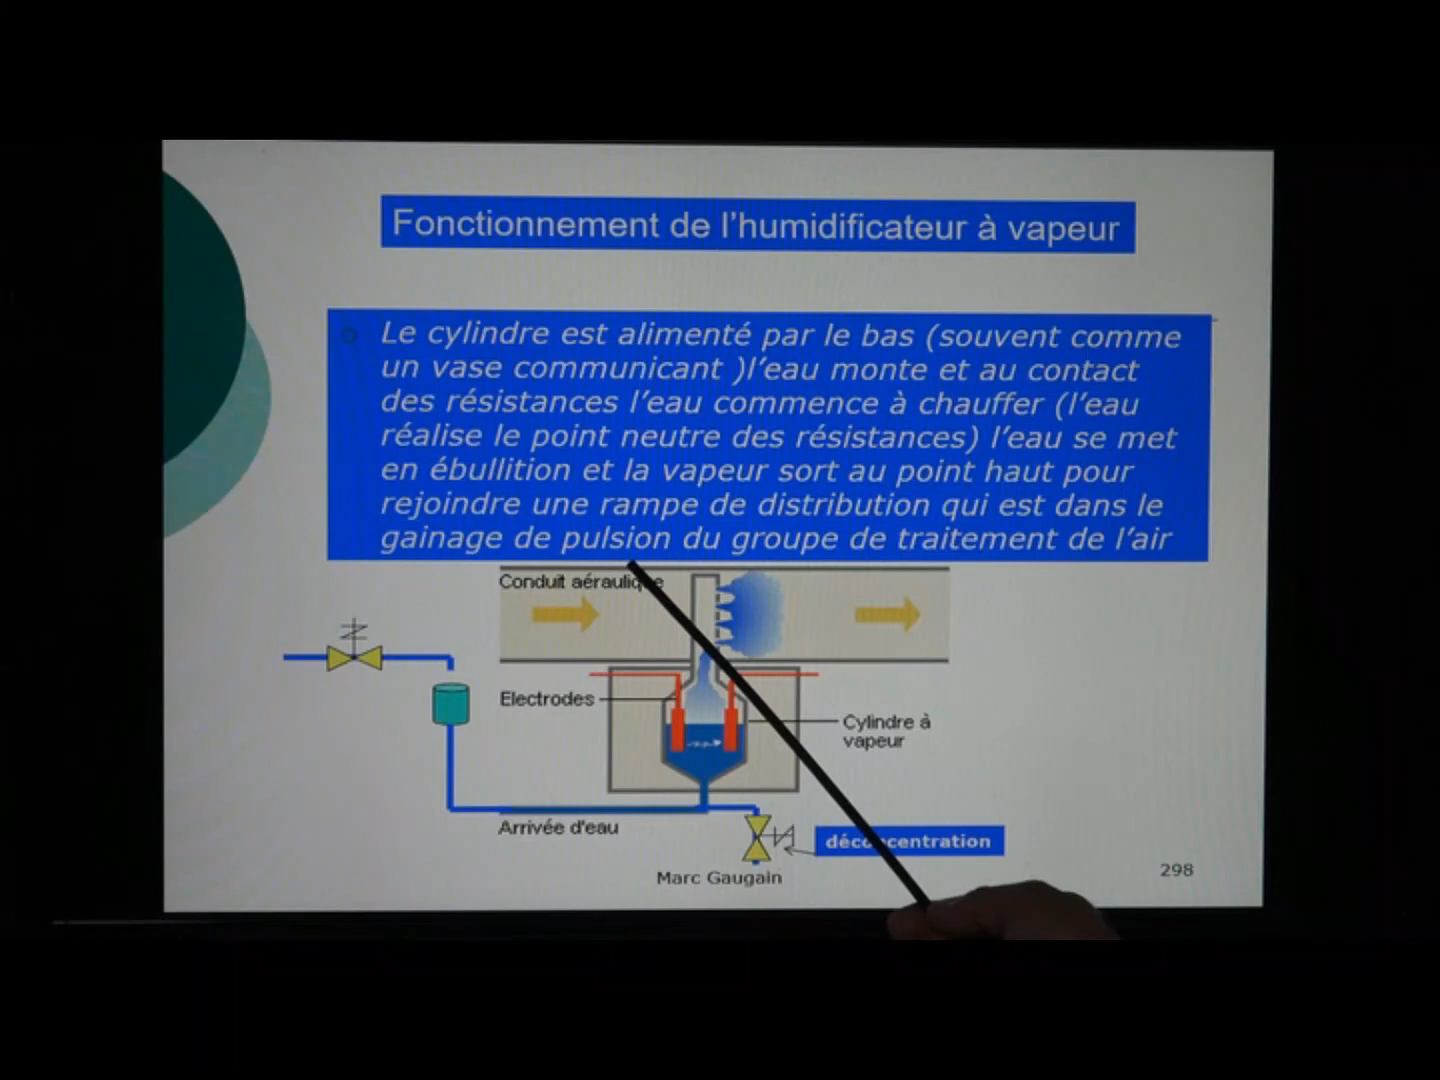 Fonctionnement de l'humidificateur à vapeur
Le cylindre est alimenté par le bas (souvent comme
un vase communicant )l'eau monte et au contact
des résistances l'eau commence à chauffer (l'eau
réalise le point neutre des résistances) l'eau se met
en ébullition et la vapeur sort au point haut pour
rejoindre une rampe de distribution qui est dans le
gainage de pulsion du groupe de traitement de l'air
Conduit aéraulique
Electrodes
Cylindre à
vapeur
Arrivée d'eau
déconcentration
Marc Gaugain
298